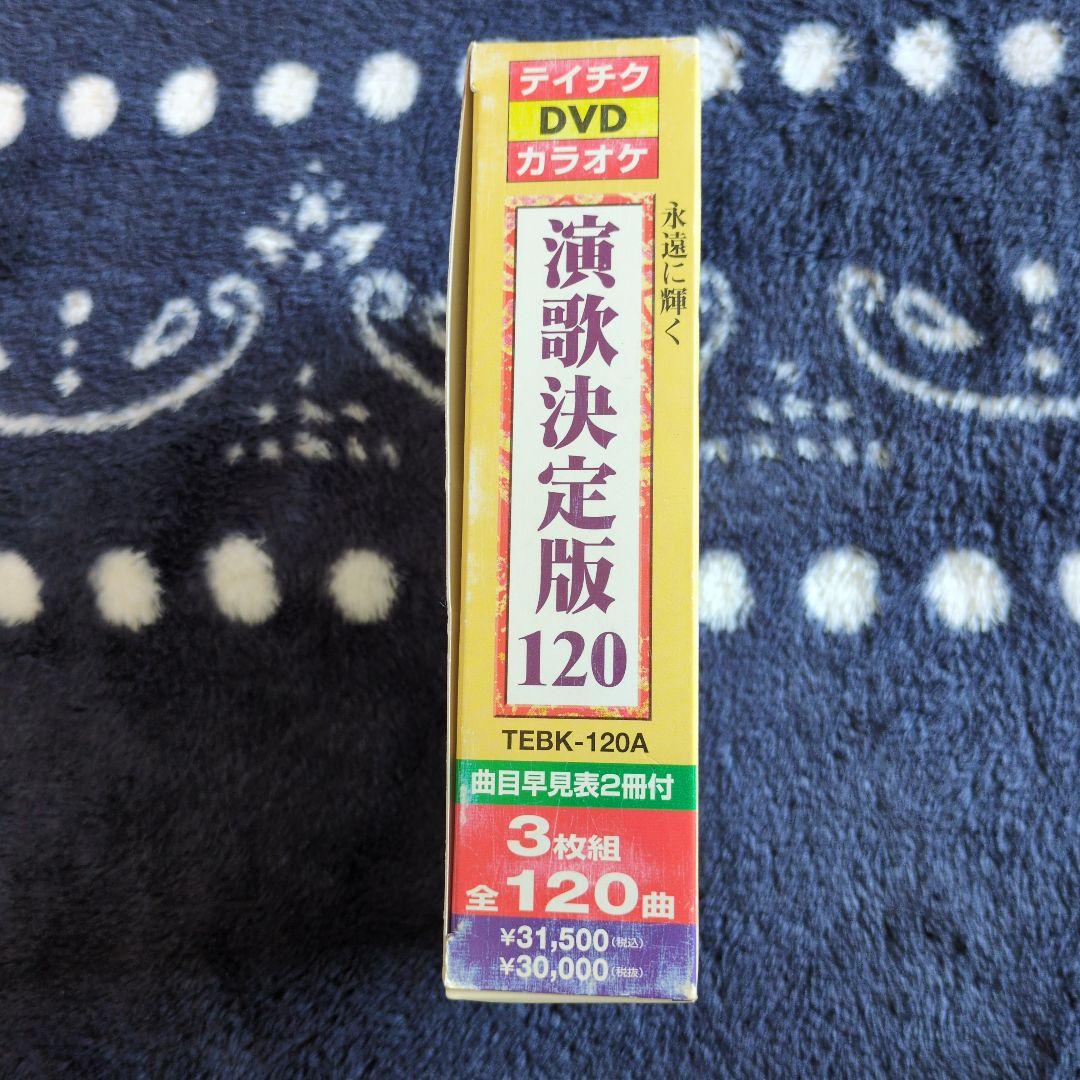 テイチク
DVD
カラオケ
永遠に輝く
演歌決定版
120
TEBK-120A
曲目早見表2冊付
3枚組
全120曲
¥31,500(税込)
¥30,000(税抜)